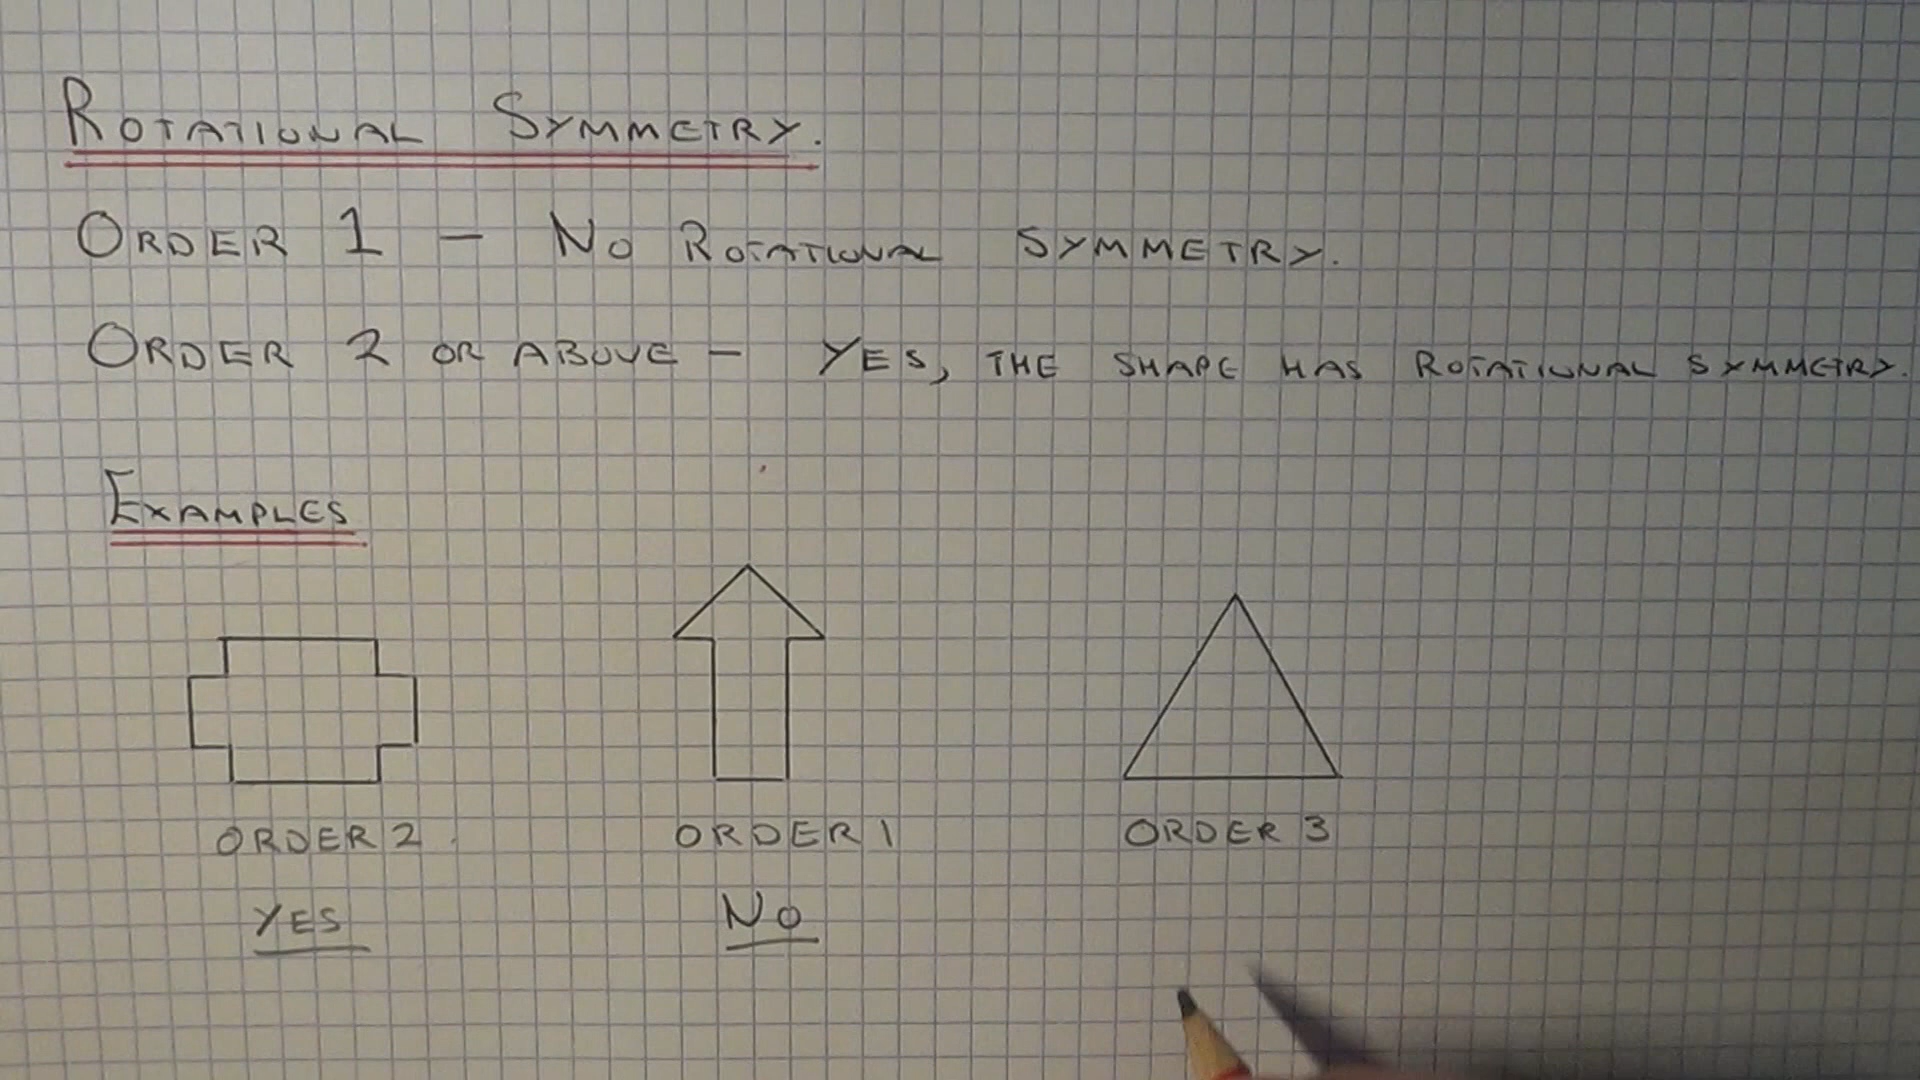 ROTATIONAL SYMMETRY.
ORDER 1 - NO ROTATIONAL SYMMETRY.
ORDER 2 OR ABOVE - YES, THE SHAPE HAS ROTATIONAL SYMMETRY.
EXAMPLES
ORDER 2 ORDER 1 ORDER 3
YES NO